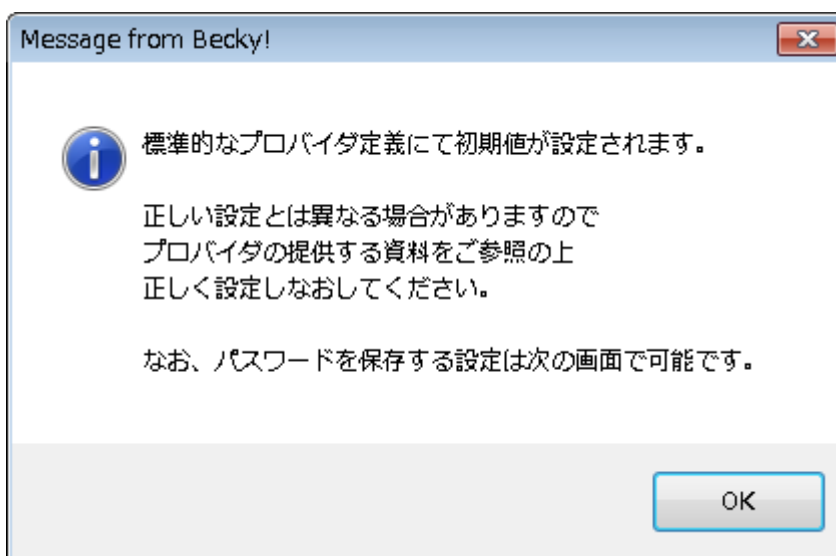 Message from Becky!
標準的なプロバイダ定義にて初期値が設定されます。
正しい設定とは異なる場合がありますので
プロバイダの提供する資料をご参照の上
正しく設定しなおしてください。
なお、パスワードを保存する設定は次の画面で可能です。
OK